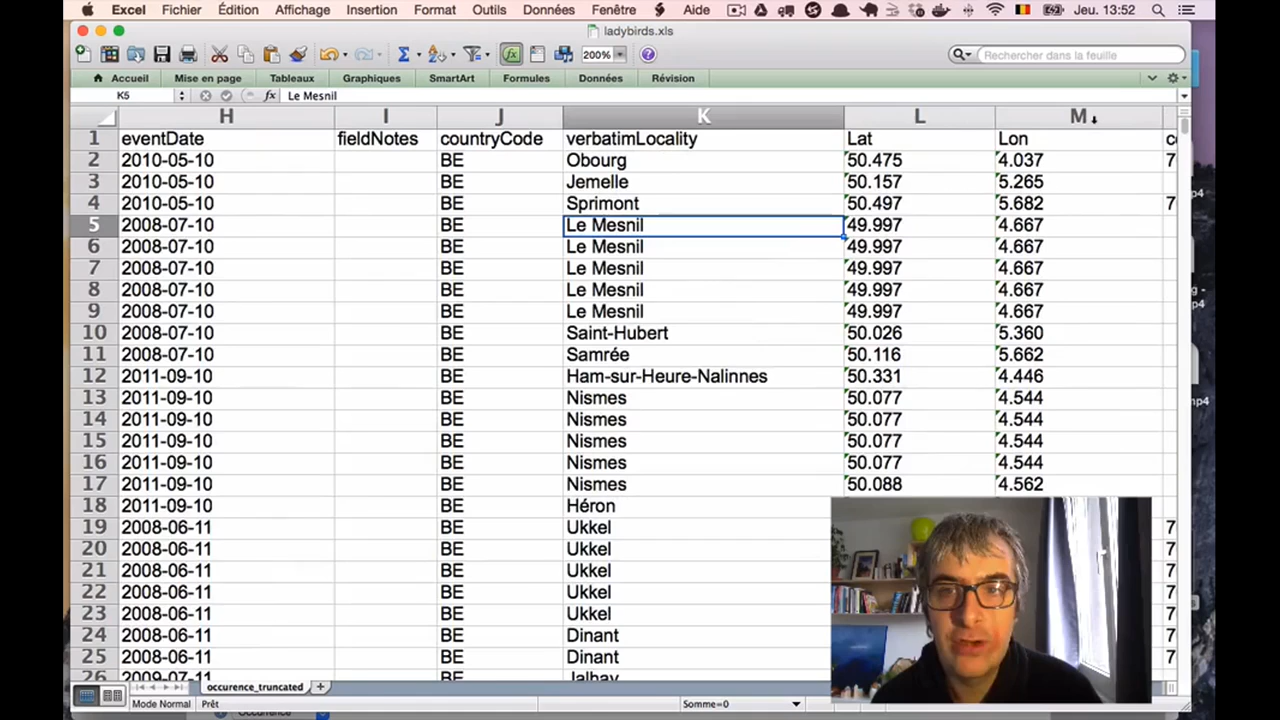 Excel Fichier Édition Affichage Insertion Format Outils Données Fenêtre Aide Jeu. 13:52
ladybirds.xls
200% Rechercher dans la feuille
Accueil Mise en page Tableaux Graphiques SmartArt Formules Données Révision
K5 fx Le Mesnil
H I J K L M
1 eventDate fieldNotes countryCode verbatimLocality Lat Lon
2 2010-05-10 BE Obourg 50.475 4.037 7
3 2010-05-10 BE Jemelle 50.157 5.265
4 2010-05-10 BE Sprimont 50.497 5.682 7
5 2008-07-10 BE Le Mesnil 49.997 4.667
6 2008-07-10 BE Le Mesnil 49.997 4.667
7 2008-07-10 BE Le Mesnil 49.997 4.667
8 2008-07-10 BE Le Mesnil 49.997 4.667
9 2008-07-10 BE Le Mesnil 49.997 4.667
10 2008-07-10 BE Saint-Hubert 50.026 5.360
11 2008-07-10 BE Samrée 50.116 5.662
12 2011-09-10 BE Ham-sur-Heure-Nalinnes 50.331 4.446
13 2011-09-10 BE Nismes 50.077 4.544
14 2011-09-10 BE Nismes 50.077 4.544
15 2011-09-10 BE Nismes 50.077 4.544
16 2011-09-10 BE Nismes 50.077 4.544
17 2011-09-10 BE Nismes 50.088 4.562
18 2011-09-10 BE Héron
19 2008-06-11 BE Ukkel 7
20 2008-06-11 BE Ukkel 7
21 2008-06-11 BE Ukkel 7
22 2008-06-11 BE Ukkel 7
23 2008-06-11 BE Ukkel 7
24 2008-06-11 BE Dinant 7
25 2008-06-11 BE Dinant 7
26 2009-07-11 BE Jalhay
occurence_truncated
Mode Normal Prêt Somme=0